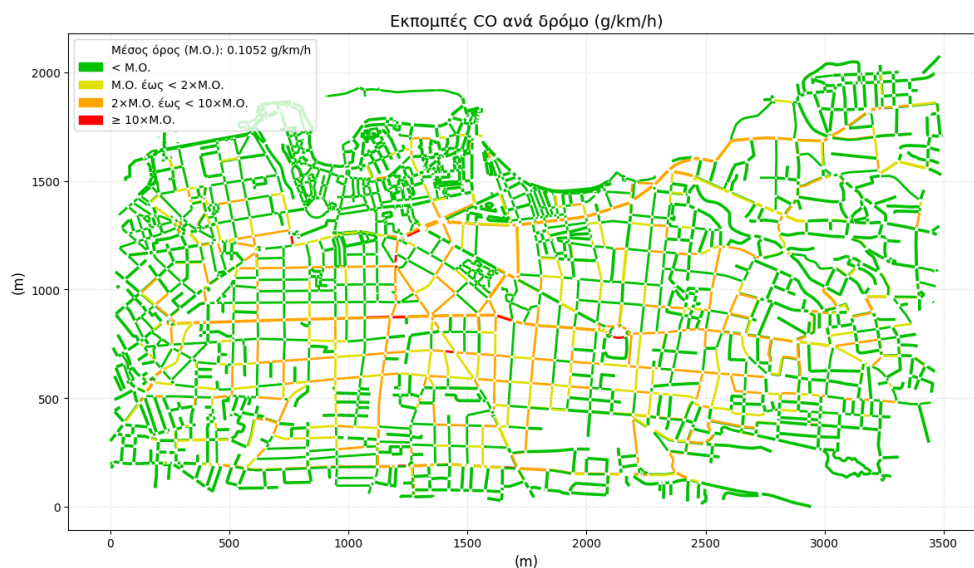 Εκπομπές CO ανά δρόμο (g/km/h)
Μέσος όρος (Μ.Ο.): 0.1052 g/km/h
< Μ.Ο.
Μ.Ο. έως < 2×Μ.Ο.
2×Μ.Ο. έως < 10×Μ.Ο.
≥ 10×Μ.Ο.
2000
1500
1000
500
0
(m)
0 500 1000 1500 2000 2500 3000 3500
(m)